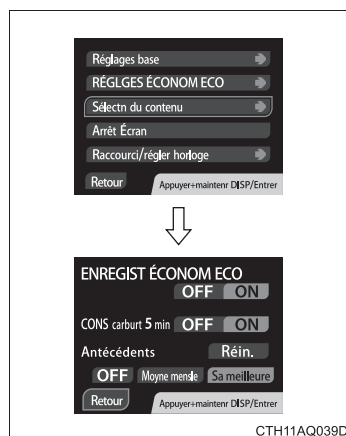 Réglages base
RÉGLGES ÉCONOM ECO
Sélectn du contenu
Arrêt Écran
Raccourci/régler horloge
Retour Appuyer+maintenr DISP/Entrer
ENREGIST ÉCONOM ECO
OFF ON
CONS carburt 5 min OFF ON
Antécédents Réin.
OFF Moyne mensle Sa meilleure
Retour Appuyer+maintenr DISP/Entrer
CTH11AQ039D